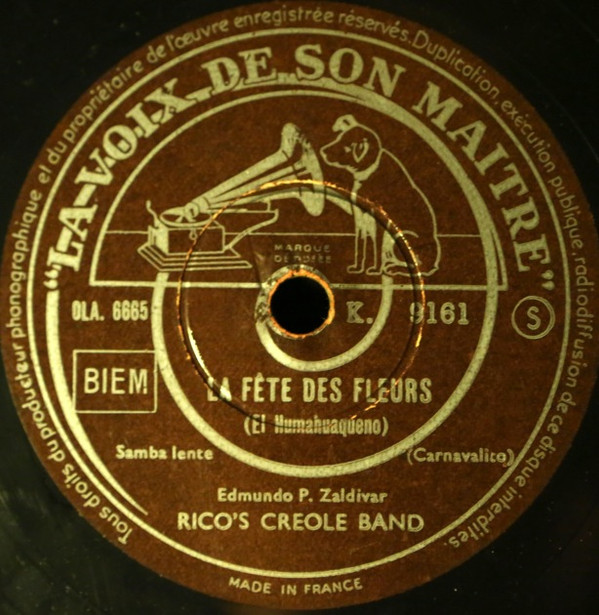 Tous droits du producteur phonographique et du propriétaire de l'œuvre enregistrée réservés. Duplication, exécution publique, radiodiffusion de ce disque interdites.
"LA VOIX DE SON MAITRE"
MARQUE
DÉPOSÉE
OLA. 6665
K. 9161
S
BIEM
LA FÊTE DES FLEURS
(El Humahuaqueno)
Samba lente
(Carnavalito)
Edmundo P. Zaldivar
RICO'S CREOLE BAND
MADE IN FRANCE